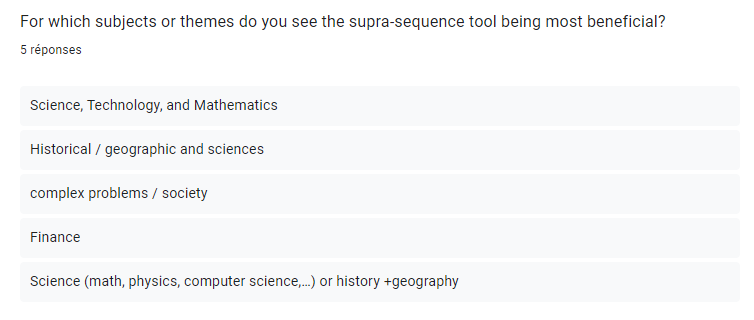 For which subjects or themes do you see the supra-sequence tool being most beneficial?
5 réponses
Science, Technology, and Mathematics
Historical / geographic and sciences
complex problems / society
Finance
Science (math, physics, computer science,...) or history +geography